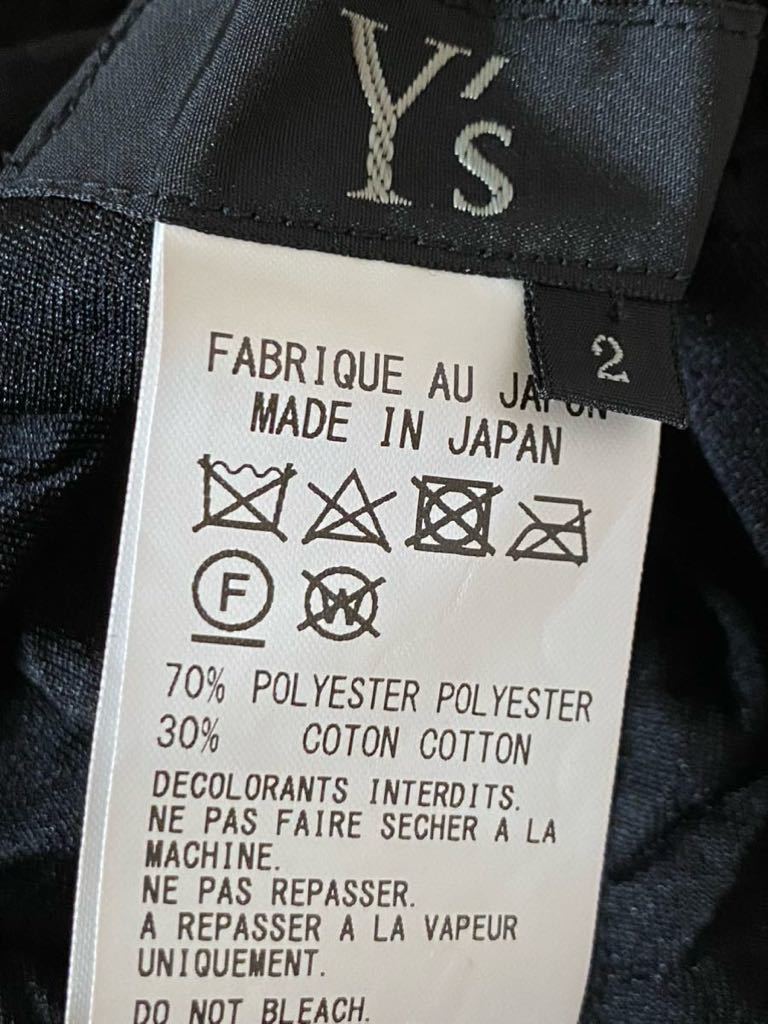 Y's
2
FABRIQUE AU JAPON
MADE IN JAPAN
F
W
70% POLYESTER POLYESTER
30% COTON COTTON
DECOLORANTS INTERDITS.
NE PAS FAIRE SECHER A LA
MACHINE.
NE PAS REPASSER.
A REPASSER A LA VAPEUR
UNIQUEMENT.
DO NOT BLEACH.